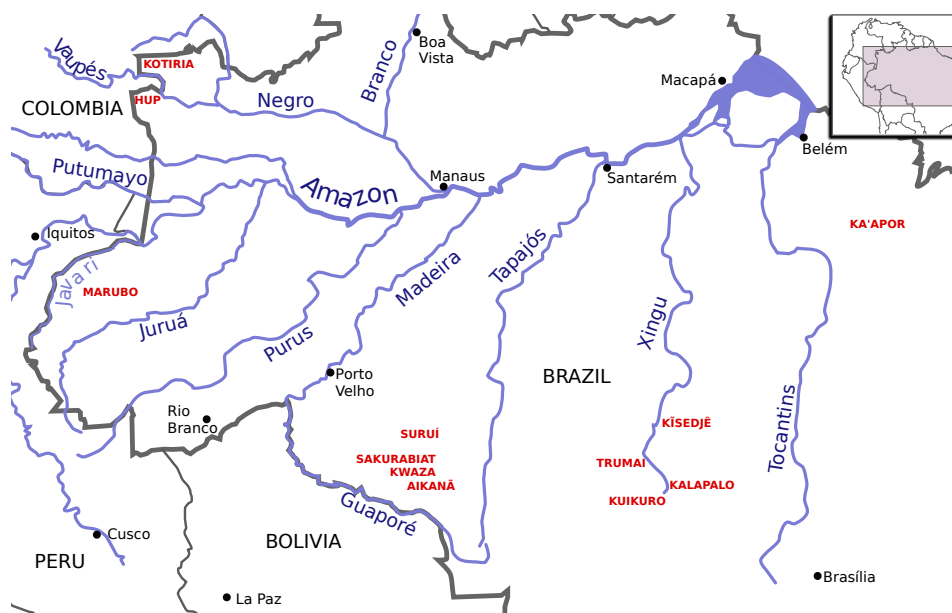 Vaupés
KOTIRIA
HUP
COLOMBIA
Negro
Branco
Boa
Vista
Macapá
Belém
Putumayo
Amazon
Manaus
Santarém
KA'APOR
Iquitos
Javari
MARUBO
Juruá
Purus
Madeira
Tapajós
Xingu
Tocantins
BRAZIL
Porto
Velho
Rio
Branco
SURUÍ
SAKURABIAT
KWAZA
AIKANÃ
KĨSEDJÊ
TRUMAI
KALAPALO
KUIKURO
Guaporé
Cusco
PERU
BOLIVIA
La Paz
Brasília